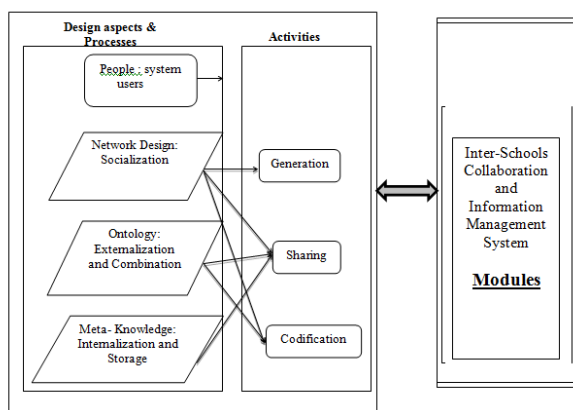 Design aspects &
Processes
Activities
People : system
users
Network Design:
Socialization
Generation
Ontology:
Externalization
and Combination
Sharing
Meta- Knowledge:
Internalization and
Storage
Codification
Inter-Schools
Collaboration
and
Information
Management
System
Modules